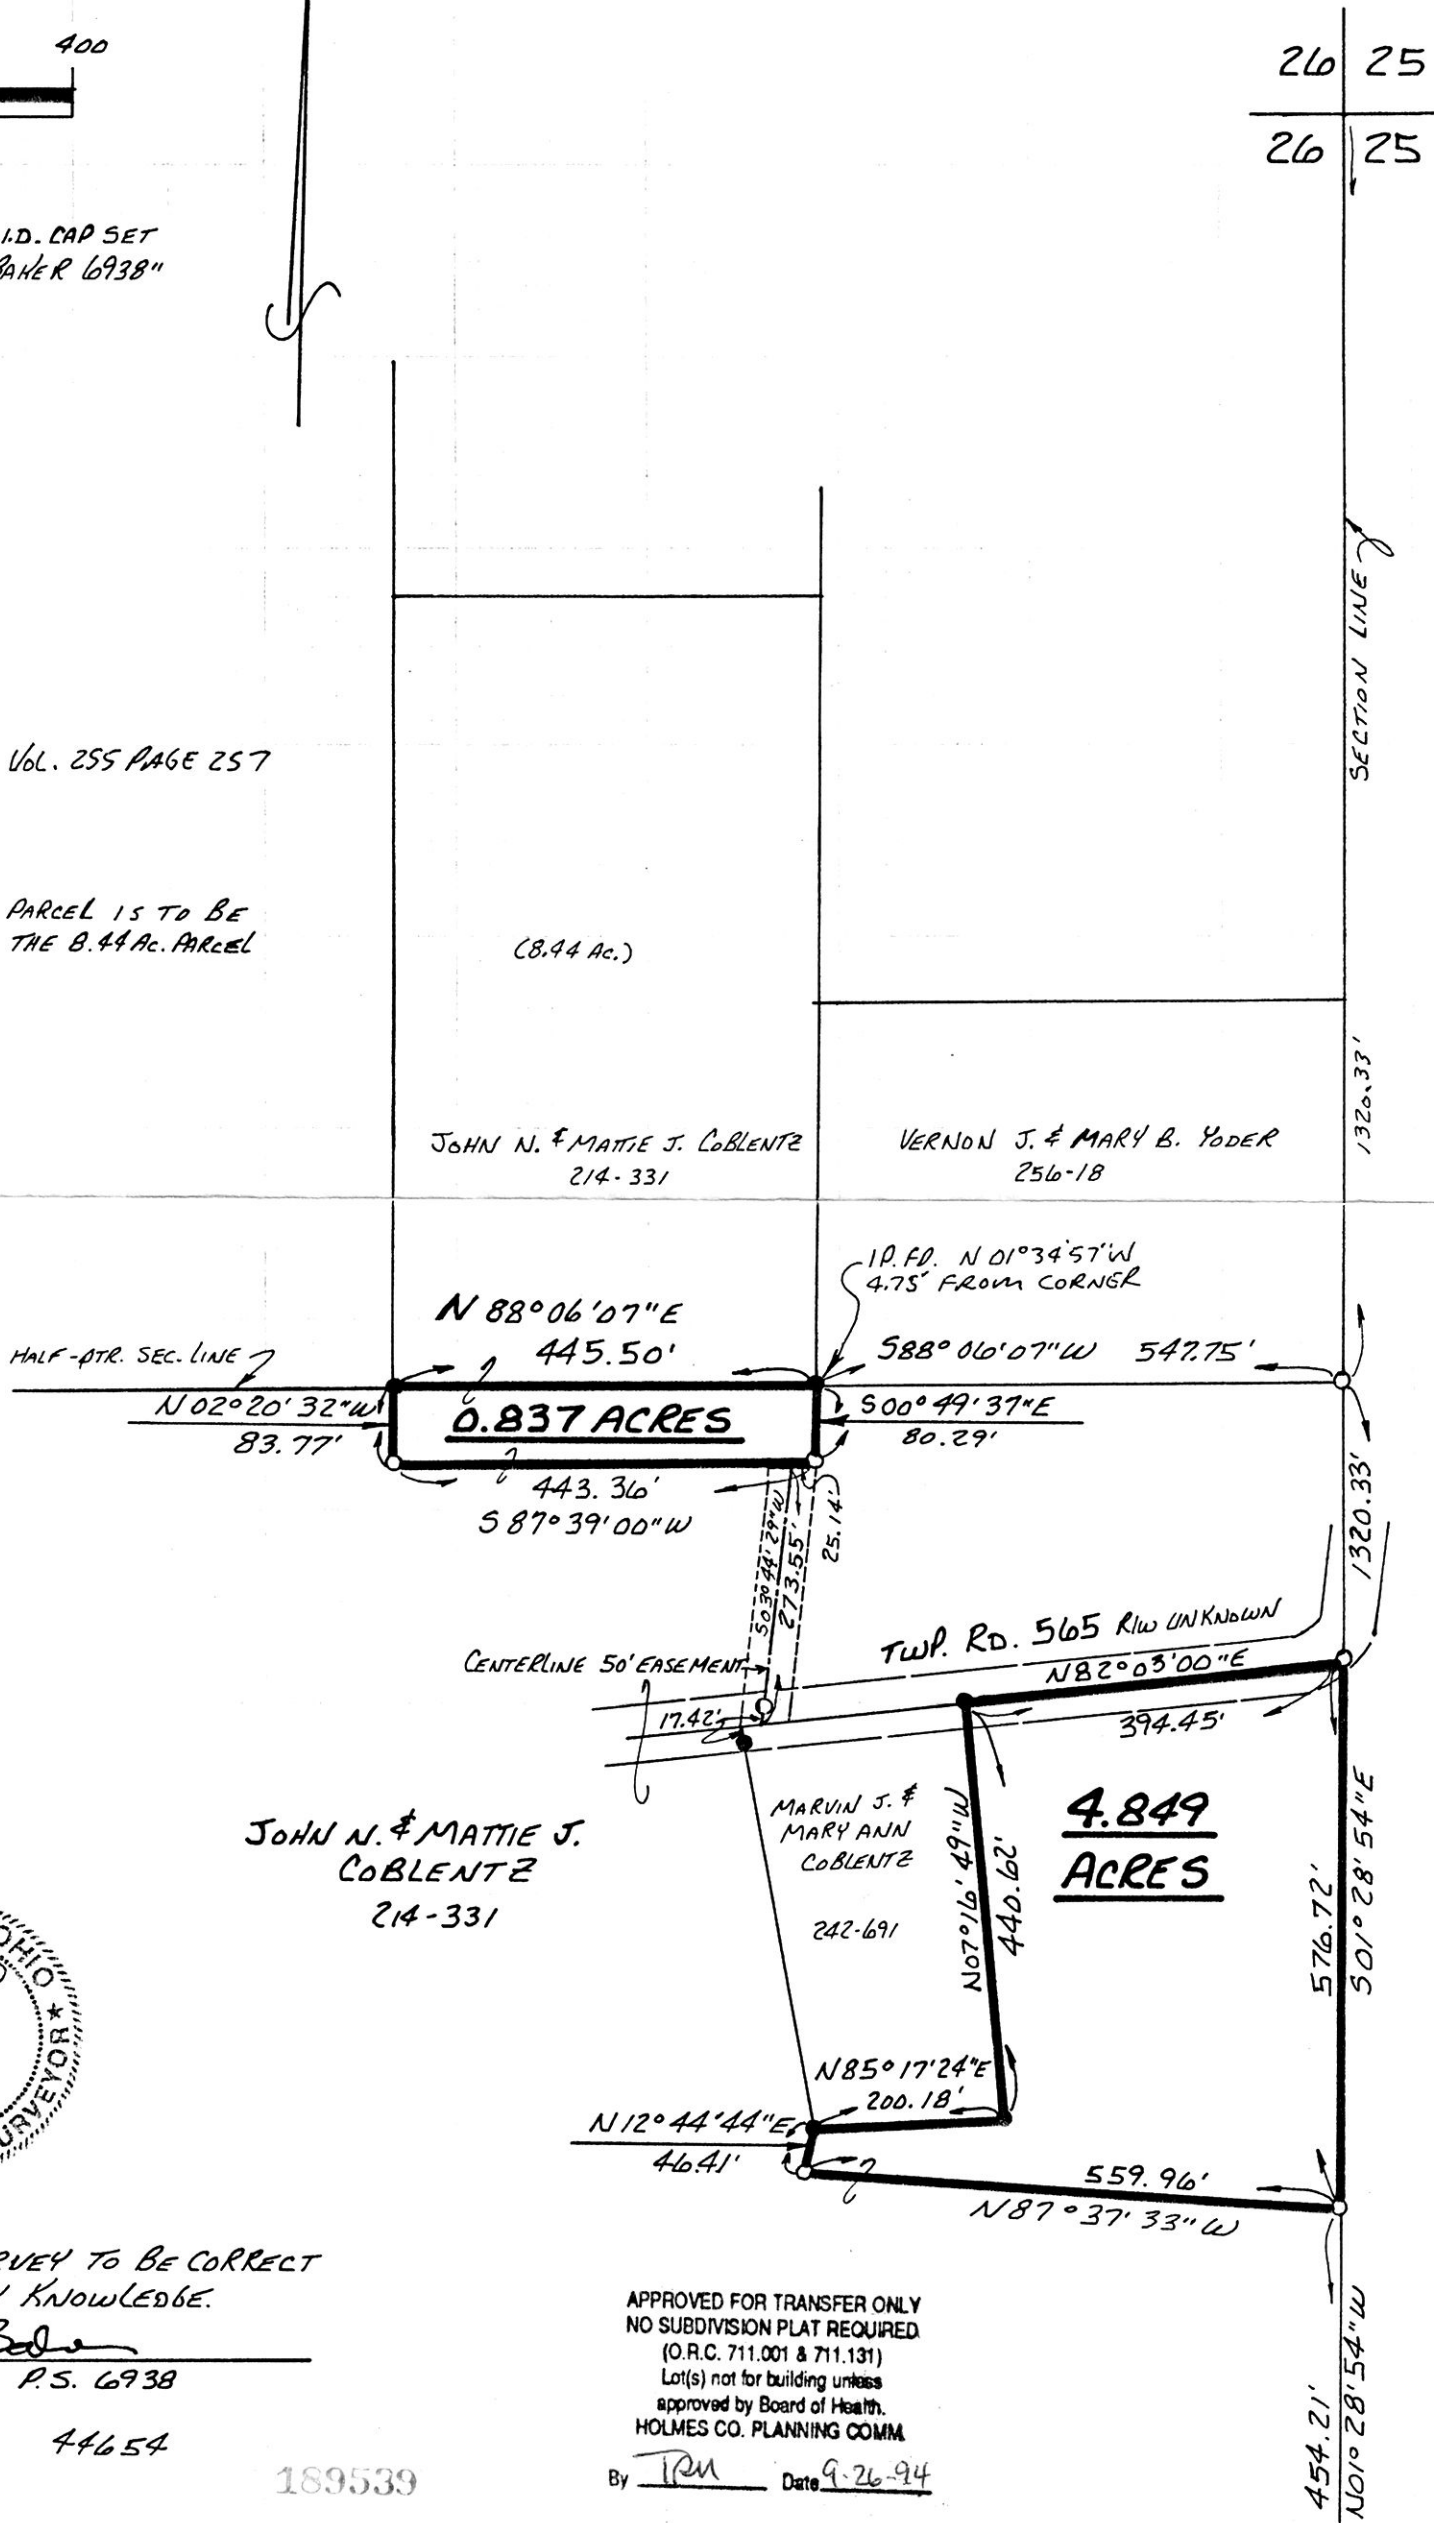 400
26 25
26 25
I.D. CAP SET
BAKER 6938"
SECTION LINE
VOL. 255 PAGE 257
PARCEL IS TO BE
THE 8.44 AC. PARCEL
(8.44 AC.)
1320.33'
JOHN N. & MATTIE J. COBLENTZ
214-331
VERNON J. & MARY B. YODER
256-18
I.P. FD. N 01°34'57"W
4.75' FROM CORNER
N 88°06'07"E
445.50'
HALF-QTR. SEC. LINE
S88°06'07"W 547.75'
N 02°20'32"W
83.77'
0.837 ACRES
S00°49'37"E
80.29'
443.36'
S 87°39'00"W
S03°44'29"W
273.55'
25.14'
1320.33'
TWP. RD. 565 R/W UNKNOWN
CENTERLINE 50' EASEMENT
N82°03'00"E
17.42'
394.45'
MARVIN J. &
MARY ANN
COBLENTZ
242-691
4.849
ACRES
JOHN N. & MATTIE J.
COBLENTZ
214-331
N07°16'49"W
440.62'
576.72'
S01°28'54"E
OHIO
SURVEYOR
N85°17'24"E
200.18'
N12°44'44"E
46.41'
559.96'
N87°37'33"W
RVEY TO BE CORRECT
KNOWLEDGE.
P.S. 6938
44654
189539
APPROVED FOR TRANSFER ONLY
NO SUBDIVISION PLAT REQUIRED
(O.R.C. 711.001 & 711.131)
Lot(s) not for building unless
approved by Board of Health.
HOLMES CO. PLANNING COMM.
By Date 9-26-94
454.21'
N01°28'54"W